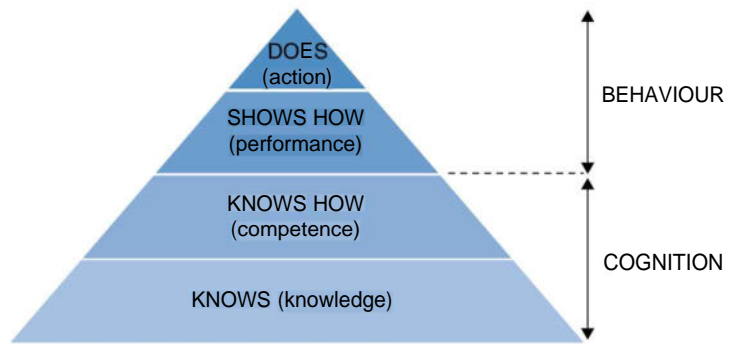 DOES
(action)
SHOWS HOW
(performance)
BEHAVIOUR
KNOWS HOW
(competence)
KNOWS (knowledge)
COGNITION